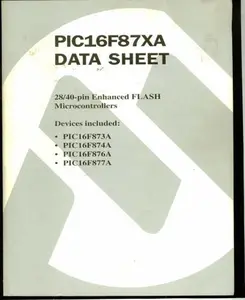 PIC16F87XA
DATA SHEET
28/40-pin Enhanced FLASH
Microcontrollers
Devices included:
• PIC16F873A
• PIC16F874A
• PIC16F876A
• PIC16F877A